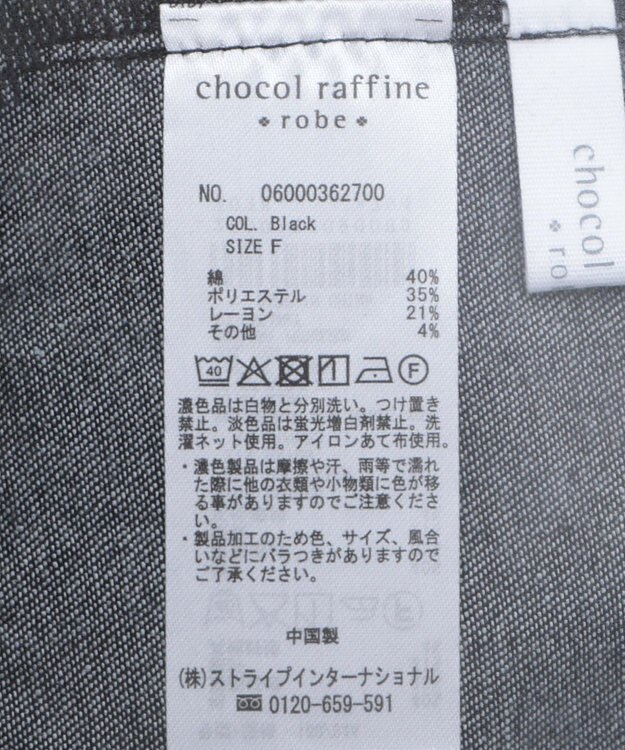 chocol raffine
robe
NO. 06000362700
COL. Black
SIZE F
綿 40%
ポリエステル 35%
レーヨン 21%
その他 4%
40 F
濃色品は白物と分別洗い。つけ置き
禁止。淡色品は蛍光増白剤禁止。洗
濯ネット使用。アイロンあて布使用。
・濃色製品は摩擦や汗、雨等で濡れ
た際に他の衣類や小物類に色が移
る事がありますのでご注意くださ
い。
・製品加工のため色、サイズ、風合
いなどにバラつきがありますので
ご了承ください。
中国製
(株)ストライプインターナショナル
0120-659-591
chocol
ro